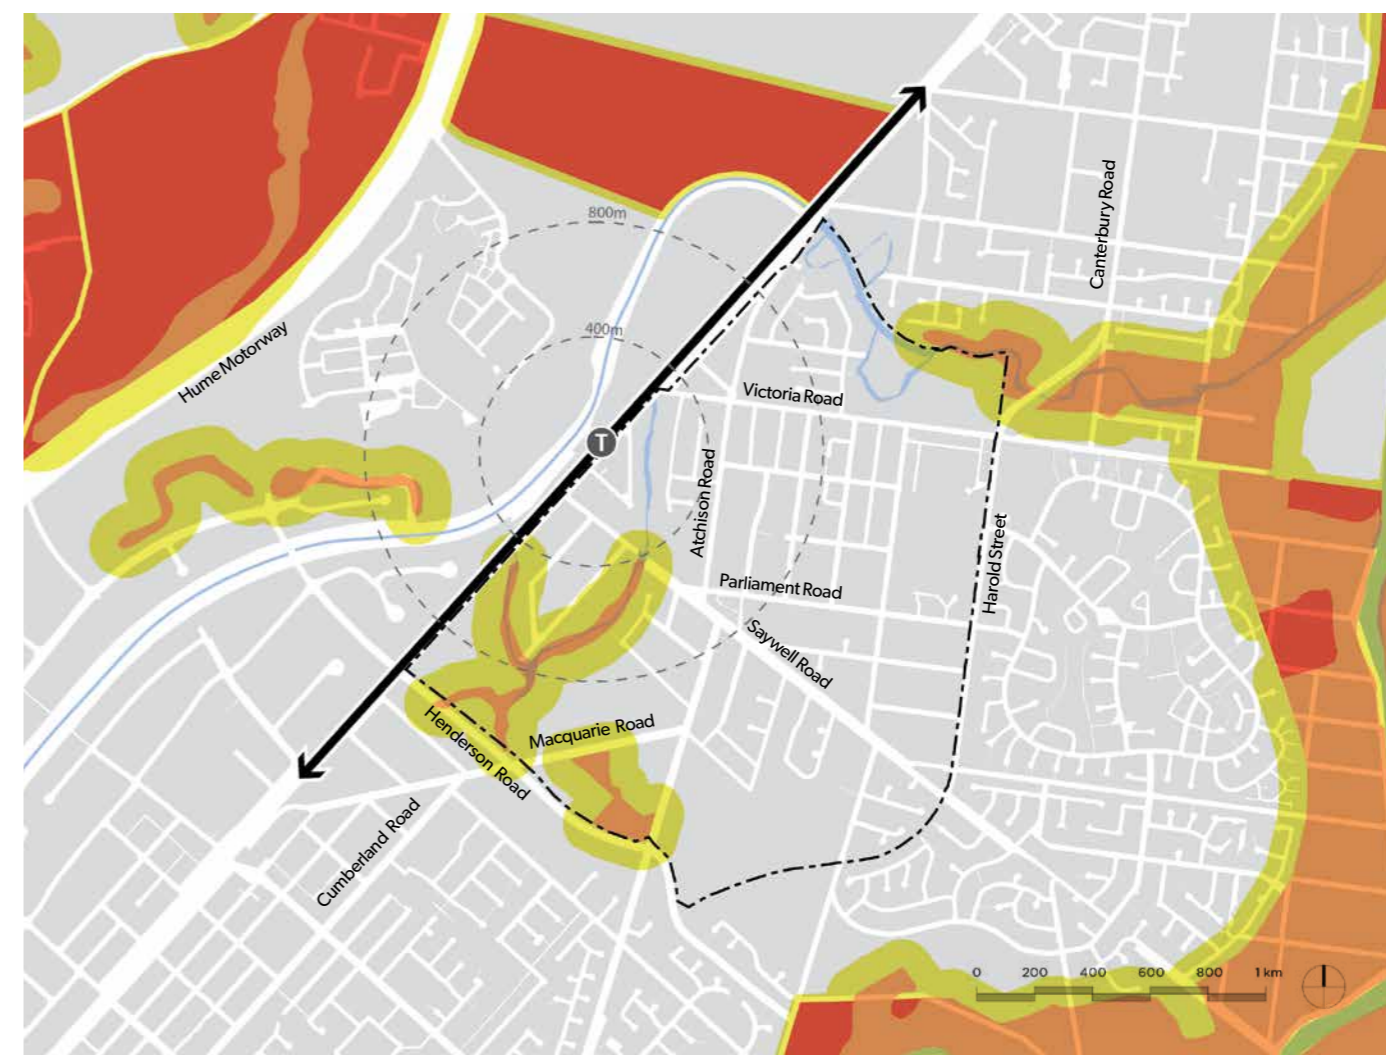 800m
Canterbury Road
400m
Hume Motorway
Victoria Road
T
Atchison Road
Harold Street
Parliament Road
Saywell Road
Henderson Road
Macquarie Road
Cumberland Road
0 200 400 600 800 1 km